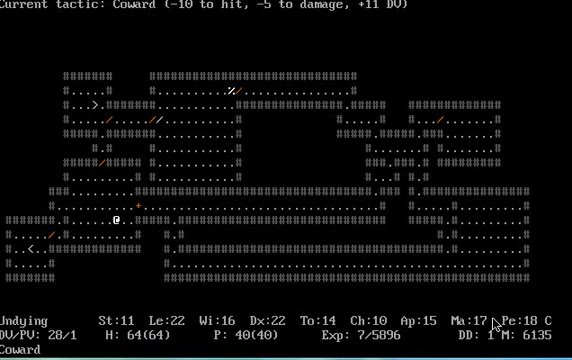 Current tactic: Coward (-10 to hit, -5 to damage, +11 DV)
Undying St:11 Le:22 Wi:16 Dx:22 To:14 Ch:10 Ap:15 Ma:17 Pe:18 C
DV/PV: 28/1 H: 64(64) P: 40(40) Exp: 7/5896 DD: 1 M: 6135
Coward